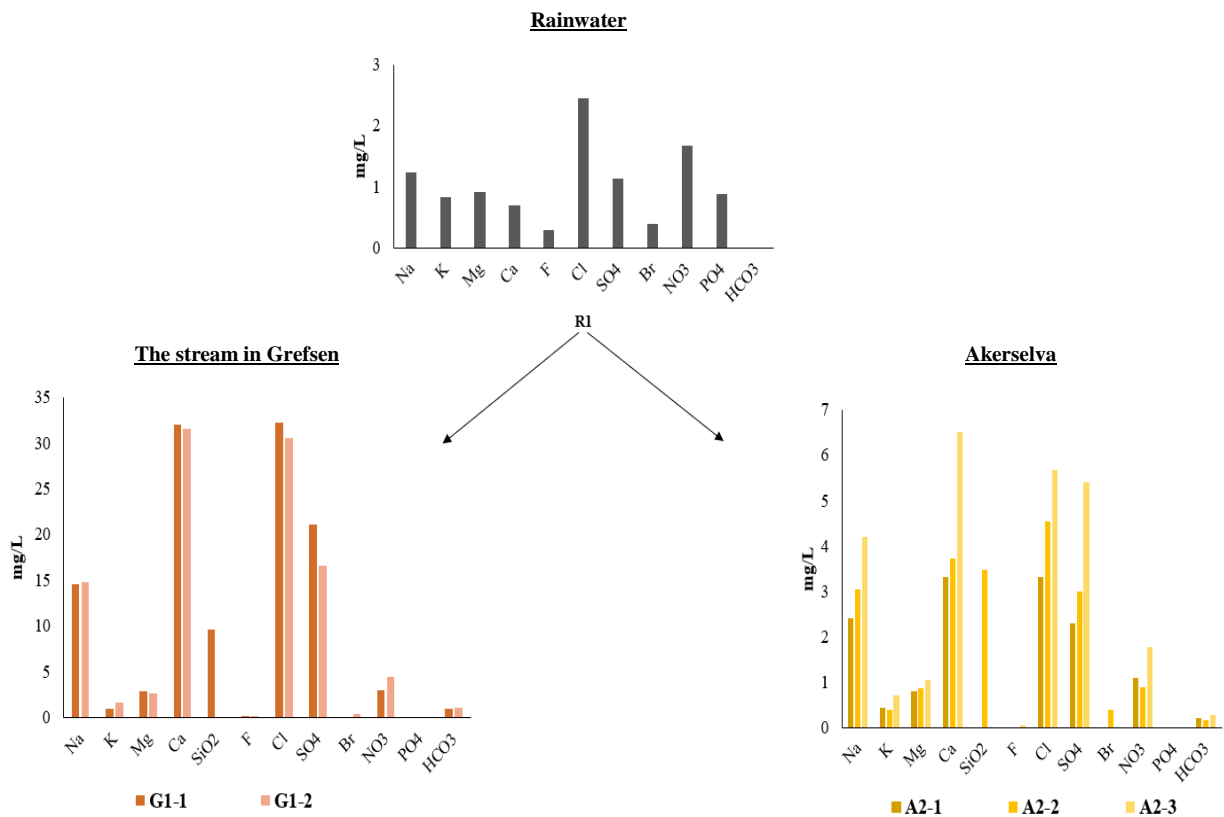 Rainwater
3
2
1
0
mg/L
Na K Mg Ca F Cl SO4 Br NO3 PO4 HCO3
R1
The stream in Grefsen
35
30
25
20
15
10
5
0
mg/L
Na K Mg Ca SiO2 F Cl SO4 Br NO3 PO4 HCO3
G1-1 G1-2
Akerselva
7
6
5
4
3
2
1
0
mg/L
Na K Mg Ca SiO2 F Cl SO4 Br NO3 PO4 HCO3
A2-1 A2-2 A2-3